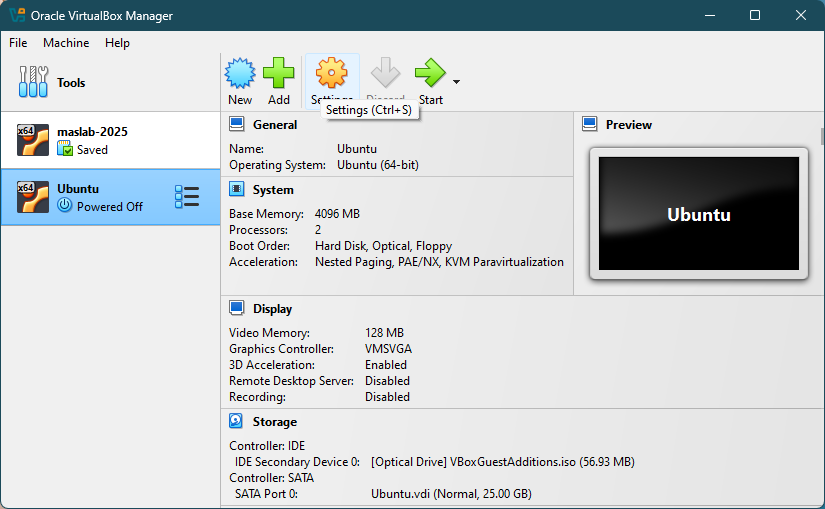 Oracle VirtualBox Manager
File Machine Help
Tools
New Add Settings Discard Start
Settings (Ctrl+S)
x64
maslab-2025
Saved
x64
Ubuntu
Powered Off
General
Name: Ubuntu
Operating System: Ubuntu (64-bit)
System
Base Memory: 4096 MB
Processors: 2
Boot Order: Hard Disk, Optical, Floppy
Acceleration: Nested Paging, PAE/NX, KVM Paravirtualization
Preview
Ubuntu
Display
Video Memory: 128 MB
Graphics Controller: VMSVGA
3D Acceleration: Enabled
Remote Desktop Server: Disabled
Recording: Disabled
Storage
Controller: IDE
IDE Secondary Device 0: [Optical Drive] VBoxGuestAdditions.iso (56.93 MB)
Controller: SATA
SATA Port 0: Ubuntu.vdi (Normal, 25.00 GB)